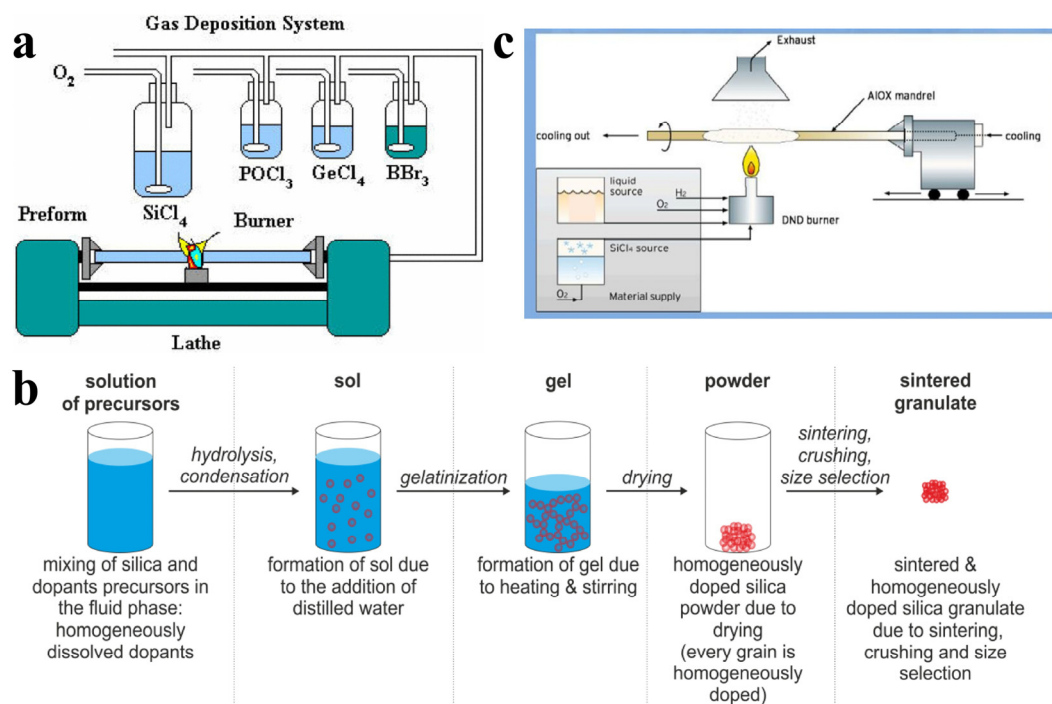 a
Gas Deposition System
O₂
SiCl₄
POCl₃
GeCl₄
BBr₃
Preform
Burner
Lathe
c
Exhaust
AlOX mandrel
cooling out
cooling
liquid
source
H₂
O₂
DND burner
SiCl₄ source
O₂
Material supply
b
solution
of precursors
sol
gel
powder
sintered
granulate
hydrolysis,
condensation
gelatinization
drying
sintering,
crushing,
size selection
mixing of silica and
dopants precursors in
the fluid phase:
homogeneously
dissolved dopants
formation of sol due
to the addition of
distilled water
formation of gel due
to heating & stirring
homogeneously
doped silica
powder due to
drying
(every grain is
homogeneously
doped)
sintered &
homogeneously
doped silica granulate
due to sintering,
crushing and size
selection